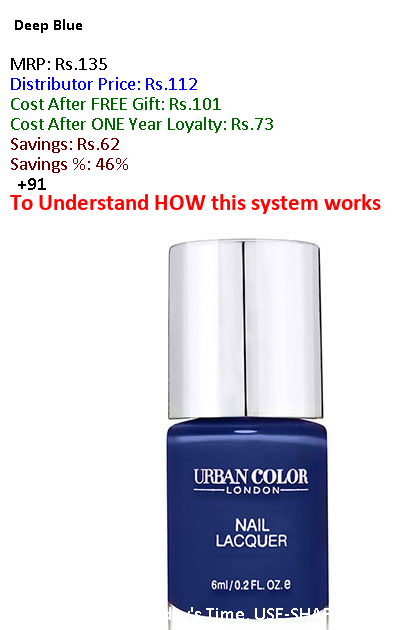 Deep Blue
MRP: Rs.135
Distributor Price: Rs.112
Cost After FREE Gift: Rs.101
Cost After ONE Year Loyalty: Rs.73
Savings: Rs.62
Savings %: 46%
+91
To Understand HOW this system works
URBAN COLOR
LONDON
NAIL
LACQUER
6ml/0.2 FL. OZ.e
Time, USE-SHAR